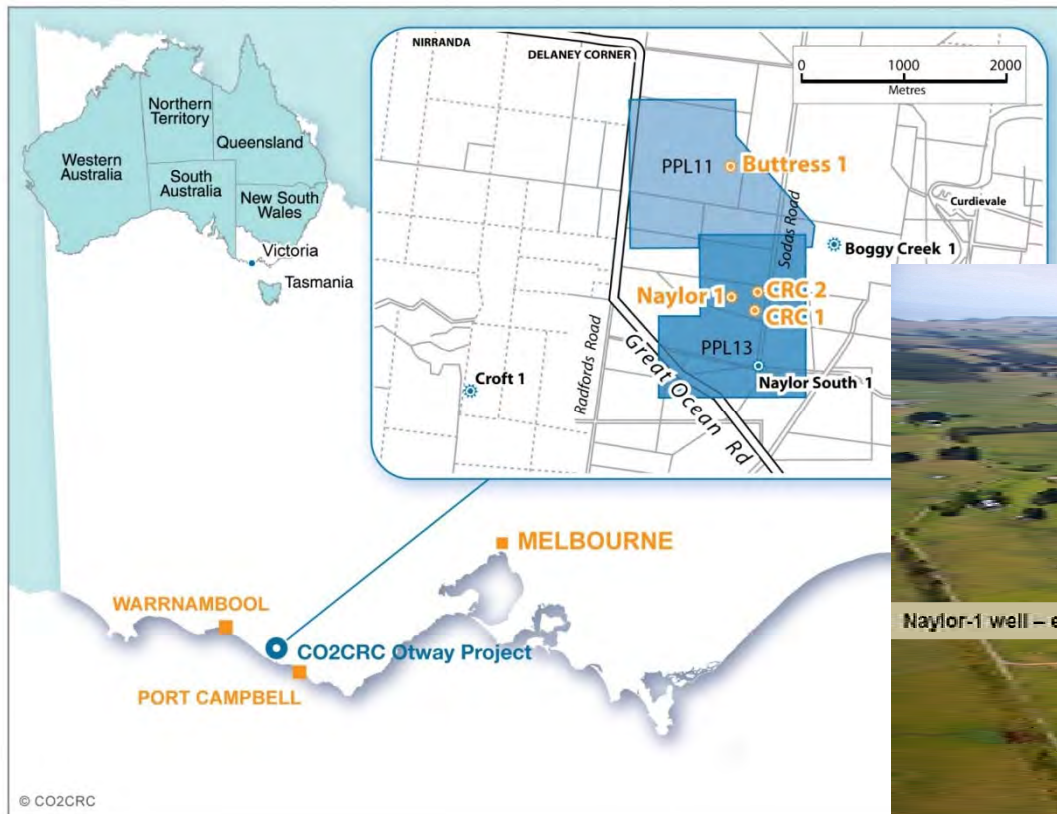 Northern
Territory
Queensland
Western
Australia
South
Australia
New South
Wales
Victoria
Tasmania
NIRRANDA
DELANEY CORNER
0 1000 2000
Metres
PPL11
Buttress 1
Curdievale
Sodas Road
Boggy Creek 1
Naylor 1
CRC 2
CRC 1
PPL13
Radfords Road
Great Ocean Rd
Croft 1
Naylor South 1
MELBOURNE
WARRNAMBOOL
CO2CRC Otway Project
PORT CAMPBELL
Naylor-1 well – e
© CO2CRC